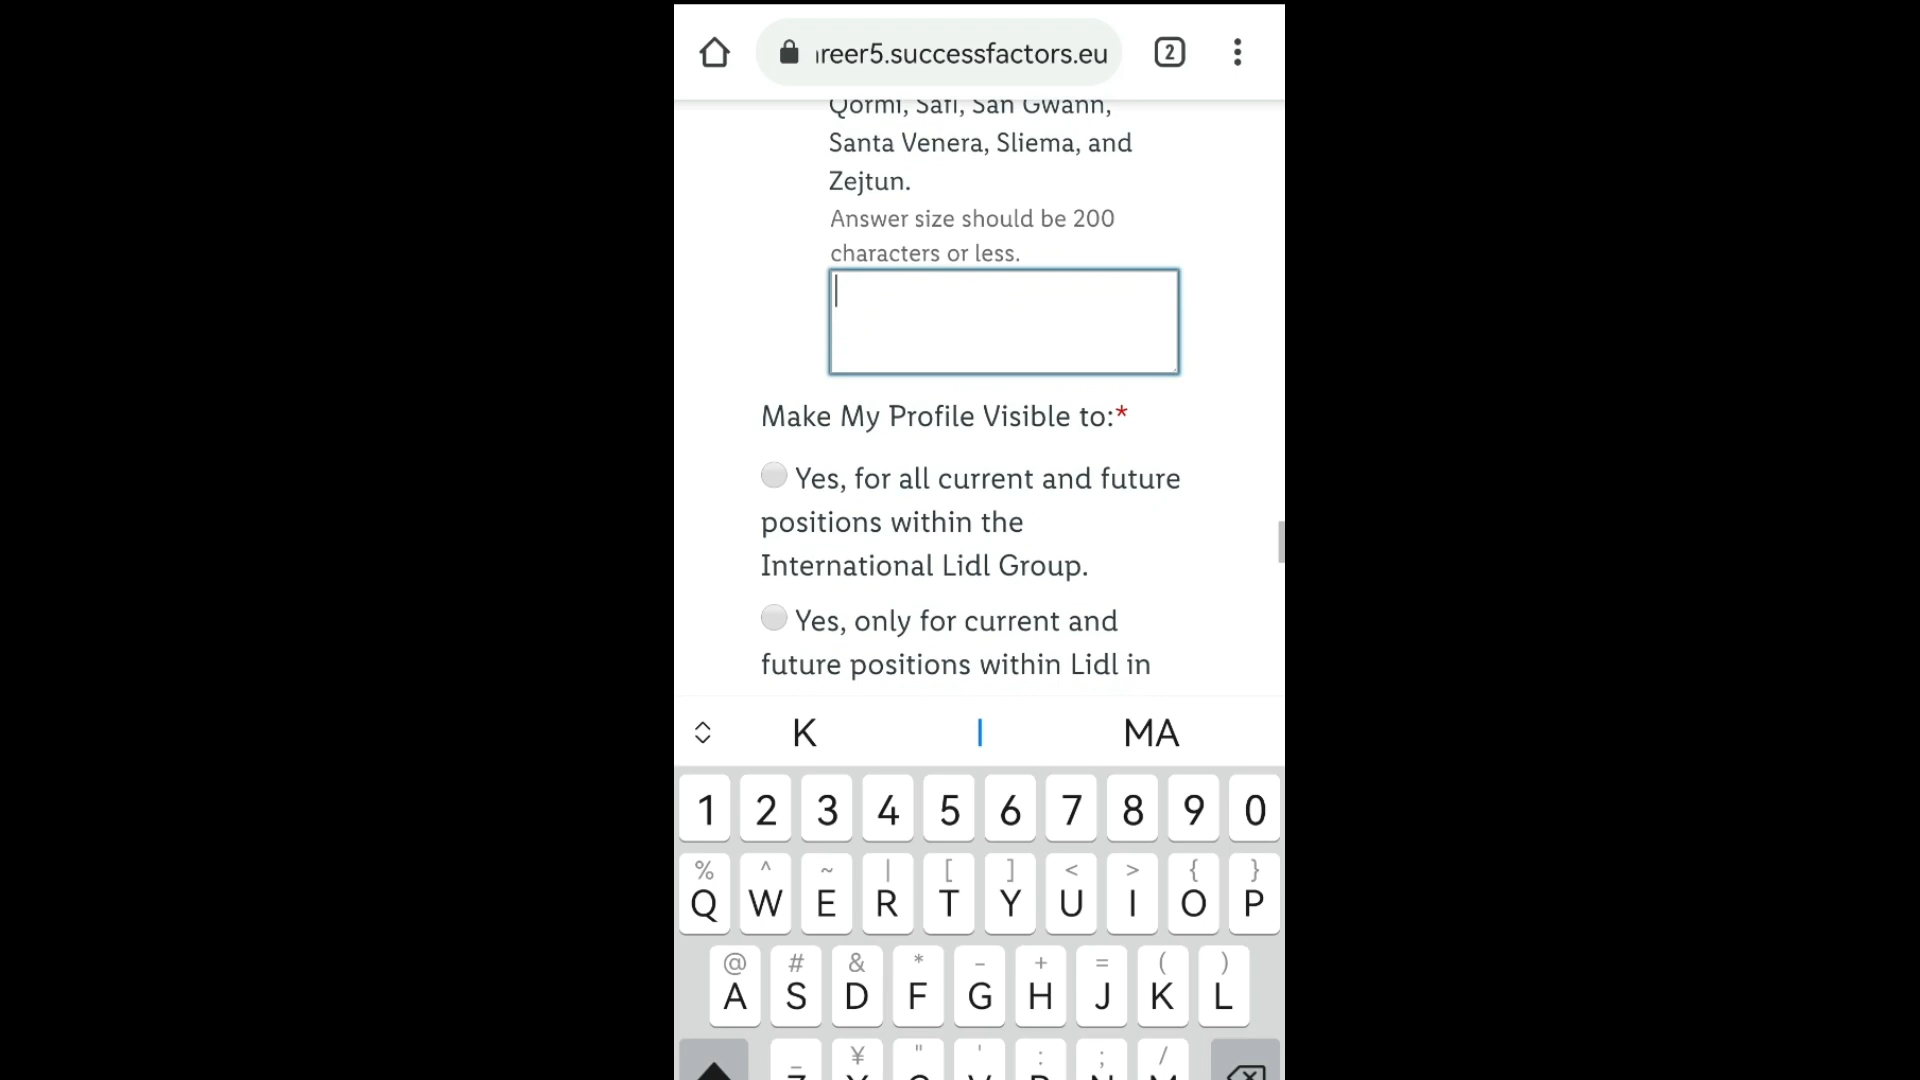 ıreer5.successfactors.eu
2
Qormi, Safi, San Gwann,
Santa Venera, Sliema, and
Zejtun.
Answer size should be 200
characters or less.
Make My Profile Visible to:*
Yes, for all current and future
positions within the
International Lidl Group.
Yes, only for current and
future positions within Lidl in
K I MA
1 2 3 4 5 6 7 8 9 0
% ^ ~ | [ ] < > { }
Q W E R T Y U I O P
@ # & * - + = ( )
A S D F G H J K L
_ ¥ " ' : ; /